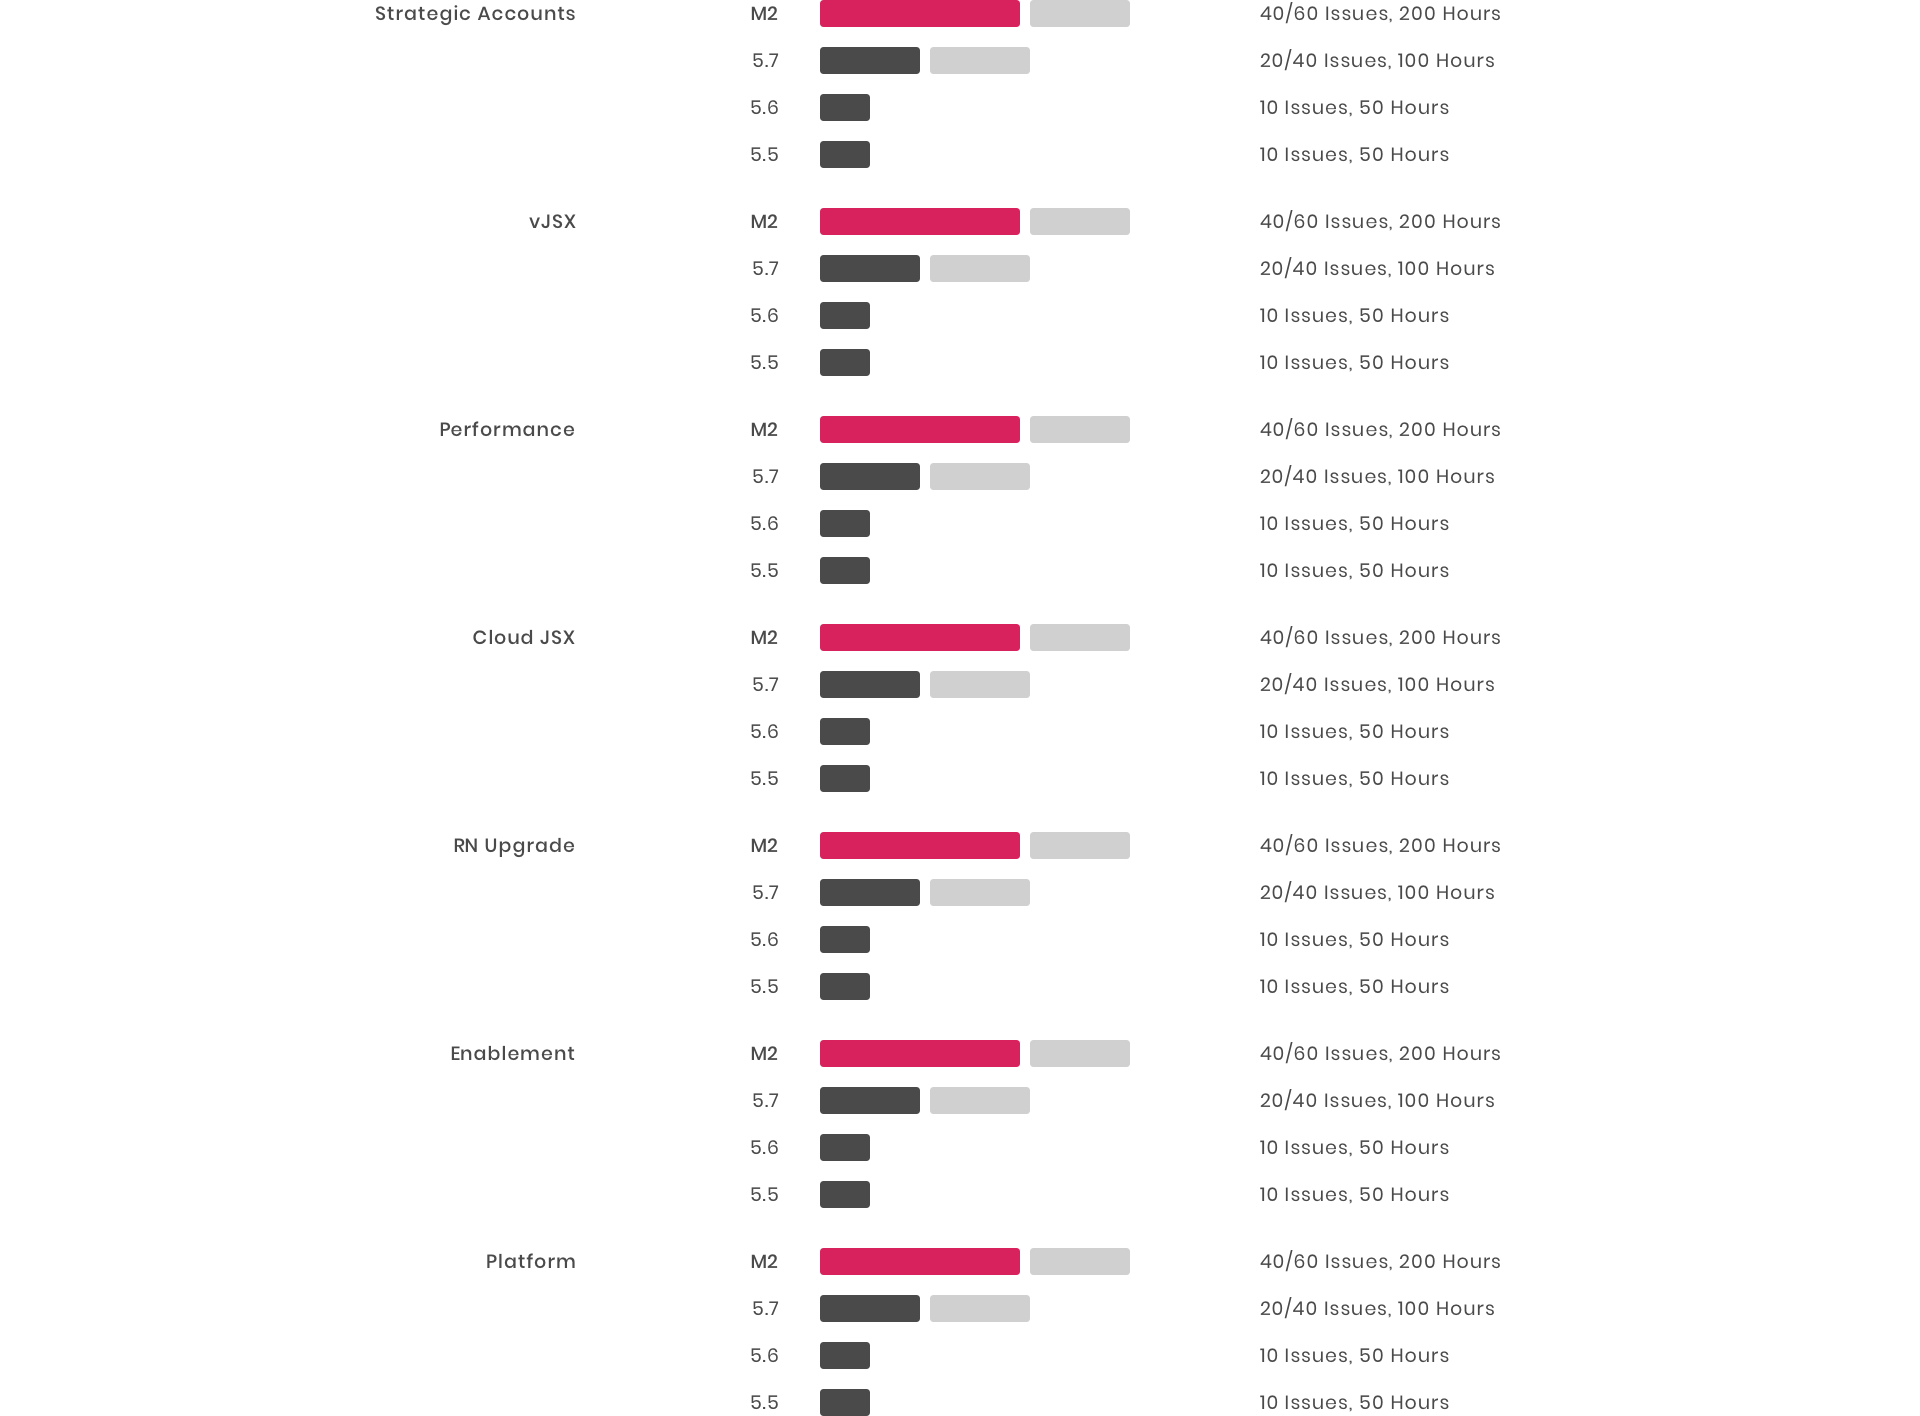 Strategic Accounts M2 40/60 Issues, 200 Hours
5.7 20/40 Issues, 100 Hours
5.6 10 Issues, 50 Hours
5.5 10 Issues, 50 Hours
vJSX M2 40/60 Issues, 200 Hours
5.7 20/40 Issues, 100 Hours
5.6 10 Issues, 50 Hours
5.5 10 Issues, 50 Hours
Performance M2 40/60 Issues, 200 Hours
5.7 20/40 Issues, 100 Hours
5.6 10 Issues, 50 Hours
5.5 10 Issues, 50 Hours
Cloud JSX M2 40/60 Issues, 200 Hours
5.7 20/40 Issues, 100 Hours
5.6 10 Issues, 50 Hours
5.5 10 Issues, 50 Hours
RN Upgrade M2 40/60 Issues, 200 Hours
5.7 20/40 Issues, 100 Hours
5.6 10 Issues, 50 Hours
5.5 10 Issues, 50 Hours
Enablement M2 40/60 Issues, 200 Hours
5.7 20/40 Issues, 100 Hours
5.6 10 Issues, 50 Hours
5.5 10 Issues, 50 Hours
Platform M2 40/60 Issues, 200 Hours
5.7 20/40 Issues, 100 Hours
5.6 10 Issues, 50 Hours
5.5 10 Issues, 50 Hours